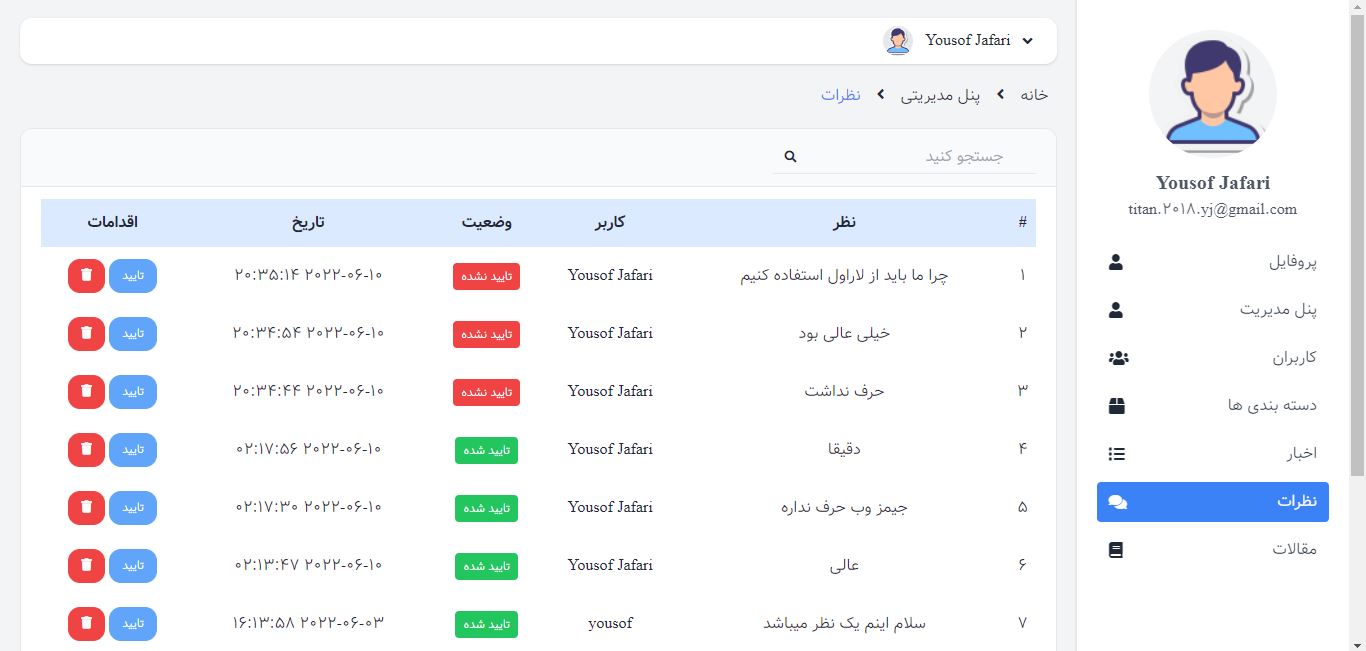 Yousof Jafari
خانه
پنل مدیریتی
نظرات
Yousof Jafari
titan.۲۰۱۸.yj@gmail.com
پروفایل
پنل مدیریت
کاربران
دسته بندی ها
اخبار
نظرات
مقالات
جستجو کنید
# نظر کاربر وضعیت تاریخ اقدامات
۱ چرا ما باید از لاراول استفاده کنیم Yousof Jafari تایید نشده ۲۰۲۲-۰۶-۱۰ ۲۰:۳۵:۱۴ تایید
۲ خیلی عالی بود Yousof Jafari تایید نشده ۲۰۲۲-۰۶-۱۰ ۲۰:۳۴:۵۴ تایید
۳ حرف نداشت Yousof Jafari تایید نشده ۲۰۲۲-۰۶-۱۰ ۲۰:۳۴:۴۴ تایید
۴ دقیقا Yousof Jafari تایید شده ۲۰۲۲-۰۶-۱۰ ۰۲:۱۷:۵۶ تایید
۵ جیمز وب حرف نداره Yousof Jafari تایید شده ۲۰۲۲-۰۶-۱۰ ۰۲:۱۷:۳۰ تایید
۶ عالی Yousof Jafari تایید شده ۲۰۲۲-۰۶-۱۰ ۰۲:۱۳:۴۷ تایید
۷ سلام اینم یک نظر میباشد yousof تایید شده ۲۰۲۲-۰۶-۰۳ ۱۶:۱۳:۵۸ تایید